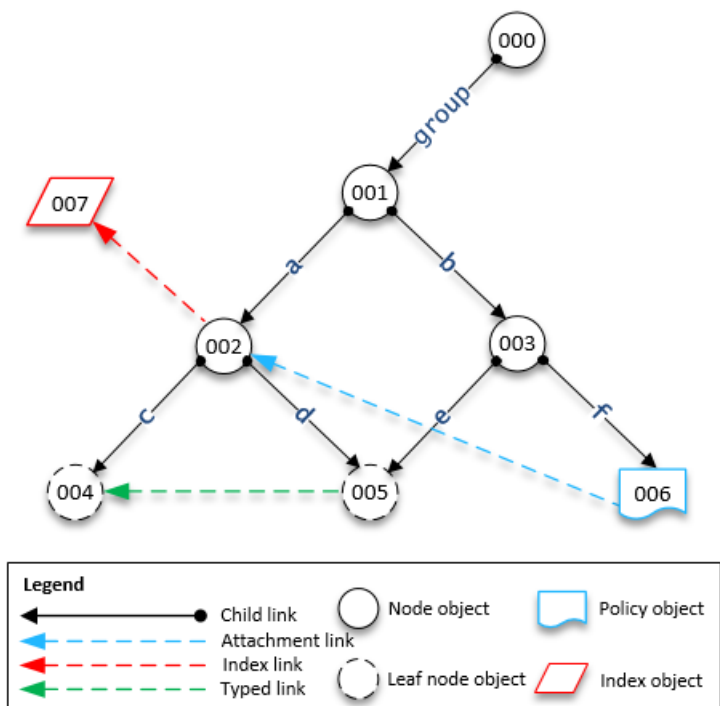 000
group
001
007
a
b
002
003
c
d
e
f
004
005
006
Legend
Child link
Node object
Policy object
Attachment link
Index link
Leaf node object
Index object
Typed link